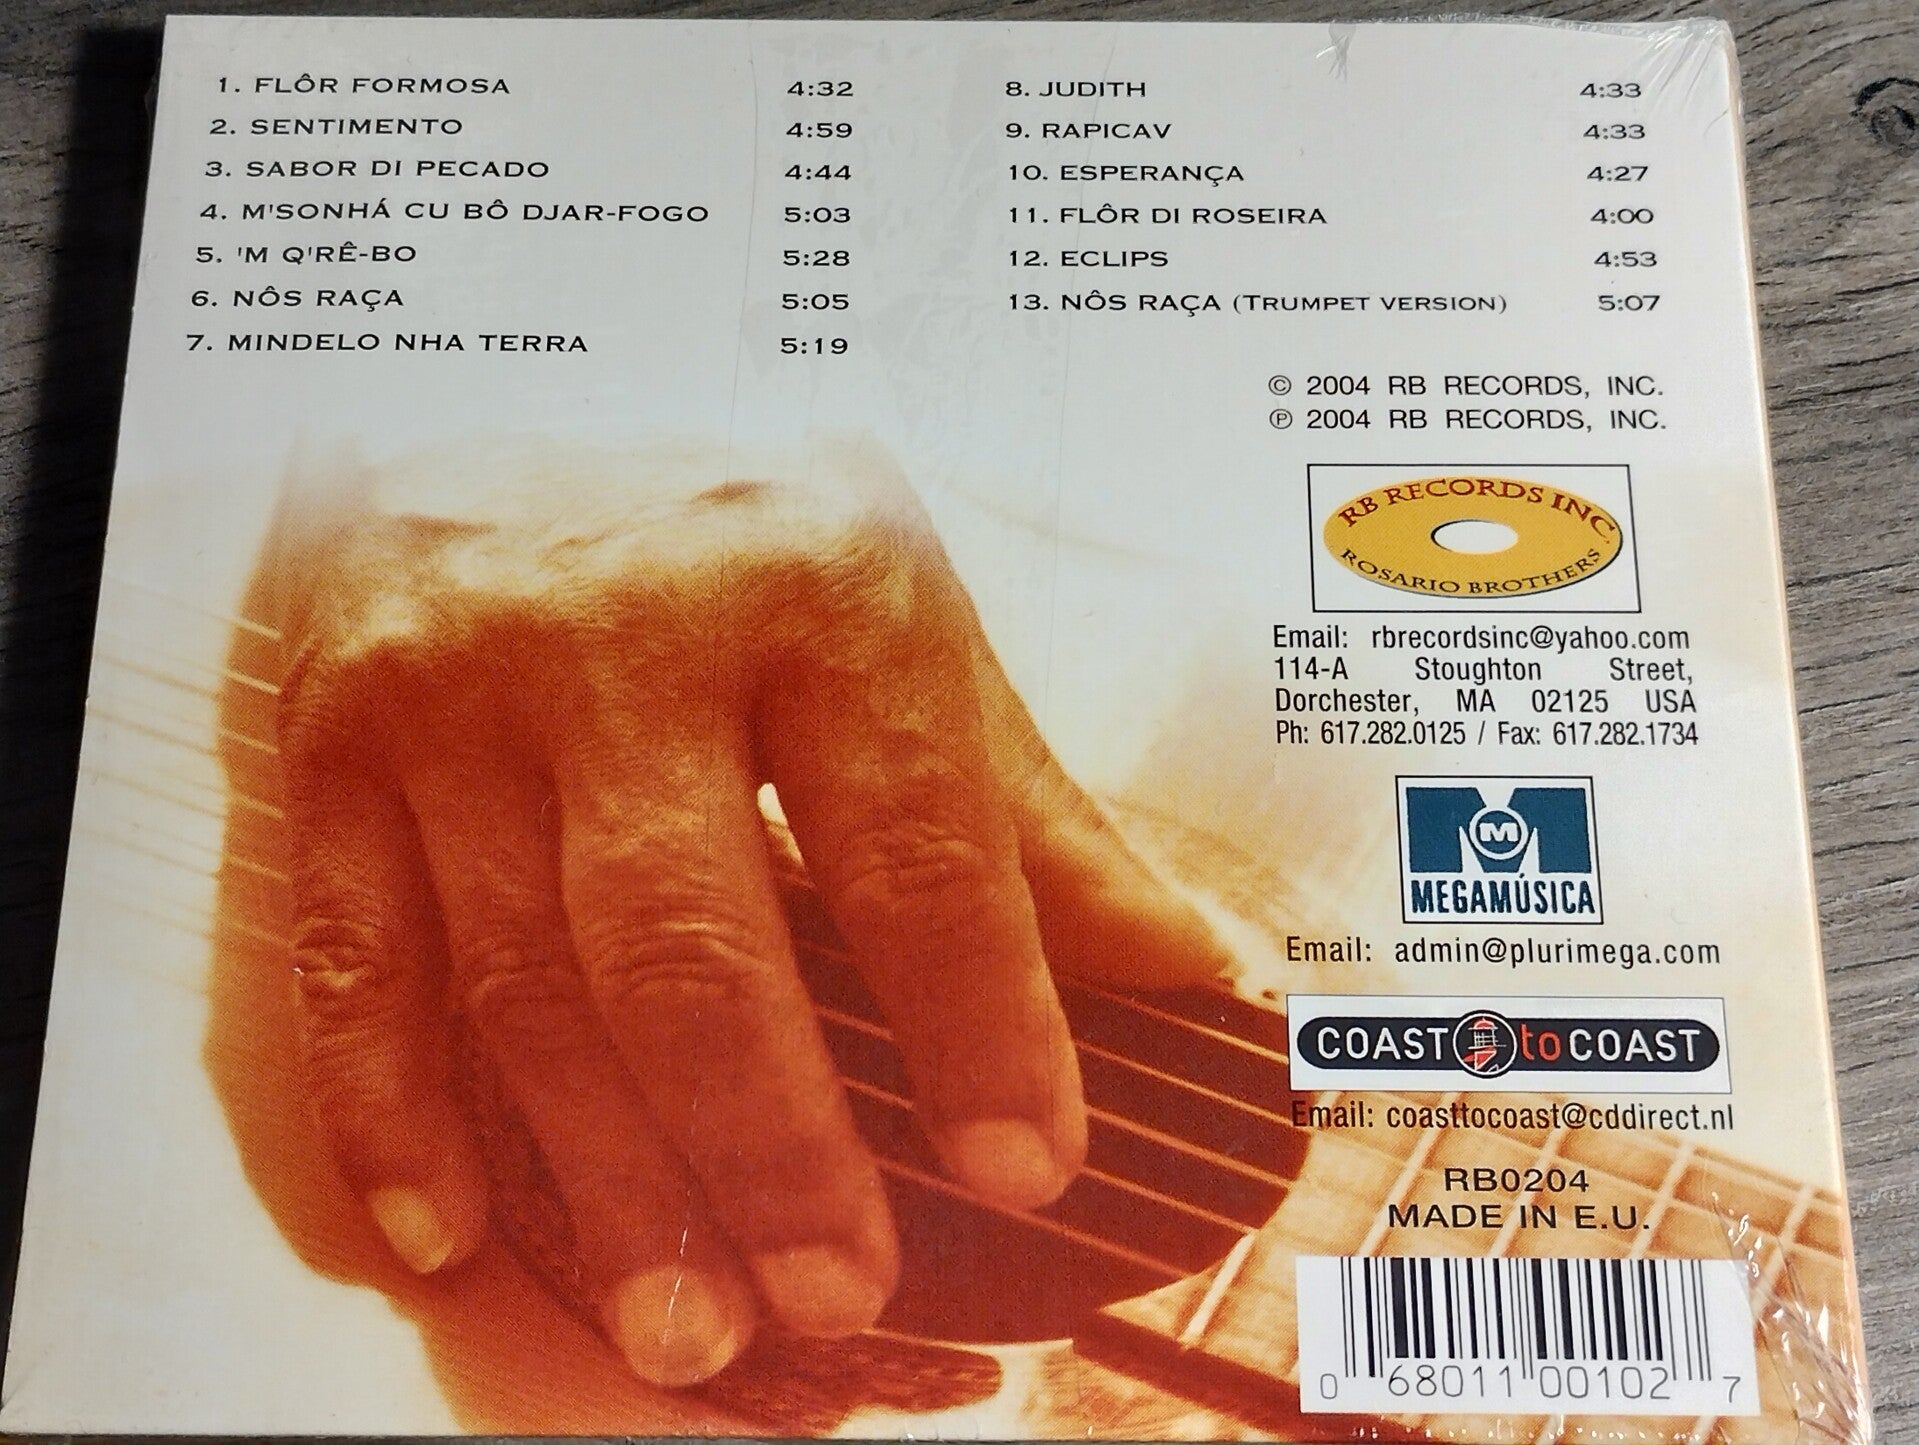 1. FLÔR FORMOSA 4:32
2. SENTIMENTO 4:59
3. SABOR DI PECADO 4:44
4. M'SONHÁ CU BÔ DJAR-FOGO 5:03
5. 'M Q'RÊ-BO 5:28
6. NÔS RAÇA 5:05
7. MINDELO NHA TERRA 5:19
8. JUDITH 4:33
9. RAPICAV 4:33
10. ESPERANÇA 4:27
11. FLÔR DI ROSEIRA 4:00
12. ECLIPS 4:53
13. NÔS RAÇA (TRUMPET VERSION) 5:07
© 2004 RB RECORDS, INC.
℗ 2004 RB RECORDS, INC.
RB RECORDS INC.
ROSARIO BROTHERS
Email: rbrecordsinc@yahoo.com
114-A Stoughton Street,
Dorchester, MA 02125 USA
Ph: 617.282.0125 / Fax: 617.282.1734
M
MEGAMÚSICA
Email: admin@plurimega.com
COAST to COAST
Email: coasttocoast@cddirect.nl
RB0204
MADE IN E.U.
0 68011 00102 7